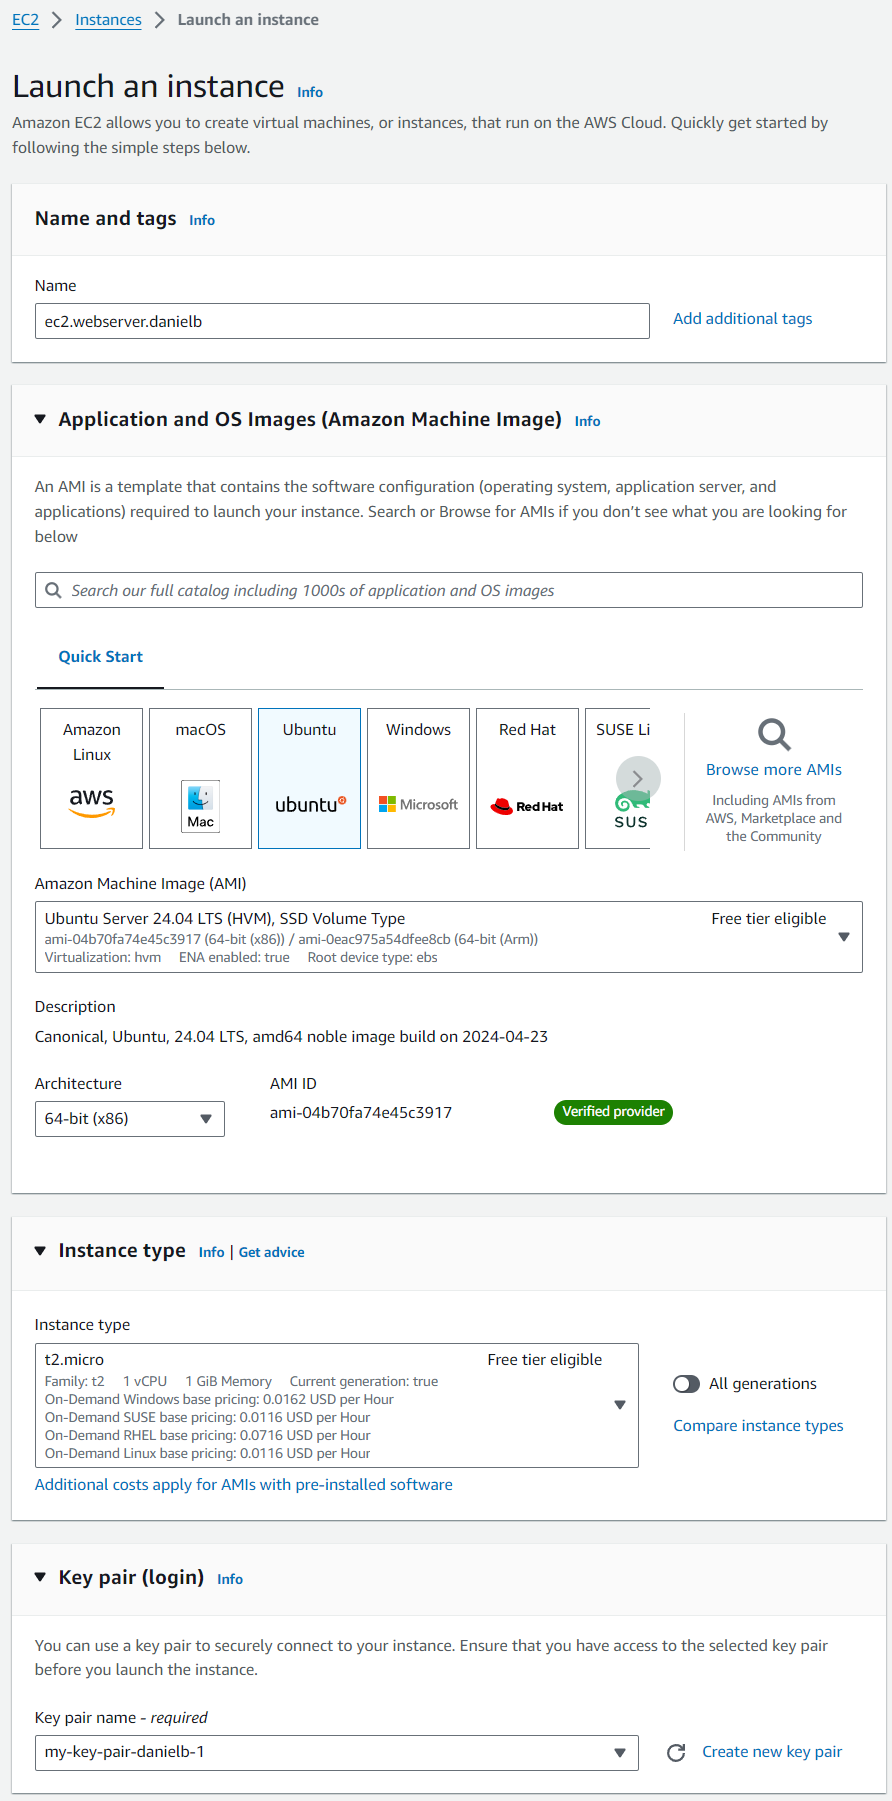 EC2 > Instances > Launch an instance
Launch an instance Info
Amazon EC2 allows you to create virtual machines, or instances, that run on the AWS Cloud. Quickly get started by
following the simple steps below.
Name and tags Info
Name
ec2.webserver.danielb
Add additional tags
Application and OS Images (Amazon Machine Image) Info
An AMI is a template that contains the software configuration (operating system, application server, and
applications) required to launch your instance. Search or Browse for AMIs if you don’t see what you are looking for
below
Search our full catalog including 1000s of application and OS images
Quick Start
Amazon
Linux
aws
macOS
Mac
Ubuntu
ubuntu
Windows
Microsoft
Red Hat
Red Hat
SUSE Li
SUS
Browse more AMIs
Including AMIs from
AWS, Marketplace and
the Community
Amazon Machine Image (AMI)
Ubuntu Server 24.04 LTS (HVM), SSD Volume Type
Free tier eligible
ami-04b70fa74e45c3917 (64-bit (x86)) / ami-0eac975a54dfee8cb (64-bit (Arm))
Virtualization: hvm ENA enabled: true Root device type: ebs
Description
Canonical, Ubuntu, 24.04 LTS, amd64 noble image build on 2024-04-23
Architecture
64-bit (x86)
AMI ID
ami-04b70fa74e45c3917
Verified provider
Instance type Info | Get advice
Instance type
t2.micro
Free tier eligible
Family: t2 1 vCPU 1 GiB Memory Current generation: true
On-Demand Windows base pricing: 0.0162 USD per Hour
On-Demand SUSE base pricing: 0.0116 USD per Hour
On-Demand RHEL base pricing: 0.0716 USD per Hour
On-Demand Linux base pricing: 0.0116 USD per Hour
All generations
Compare instance types
Additional costs apply for AMIs with pre-installed software
Key pair (login) Info
You can use a key pair to securely connect to your instance. Ensure that you have access to the selected key pair
before you launch the instance.
Key pair name - required
my-key-pair-danielb-1
Create new key pair